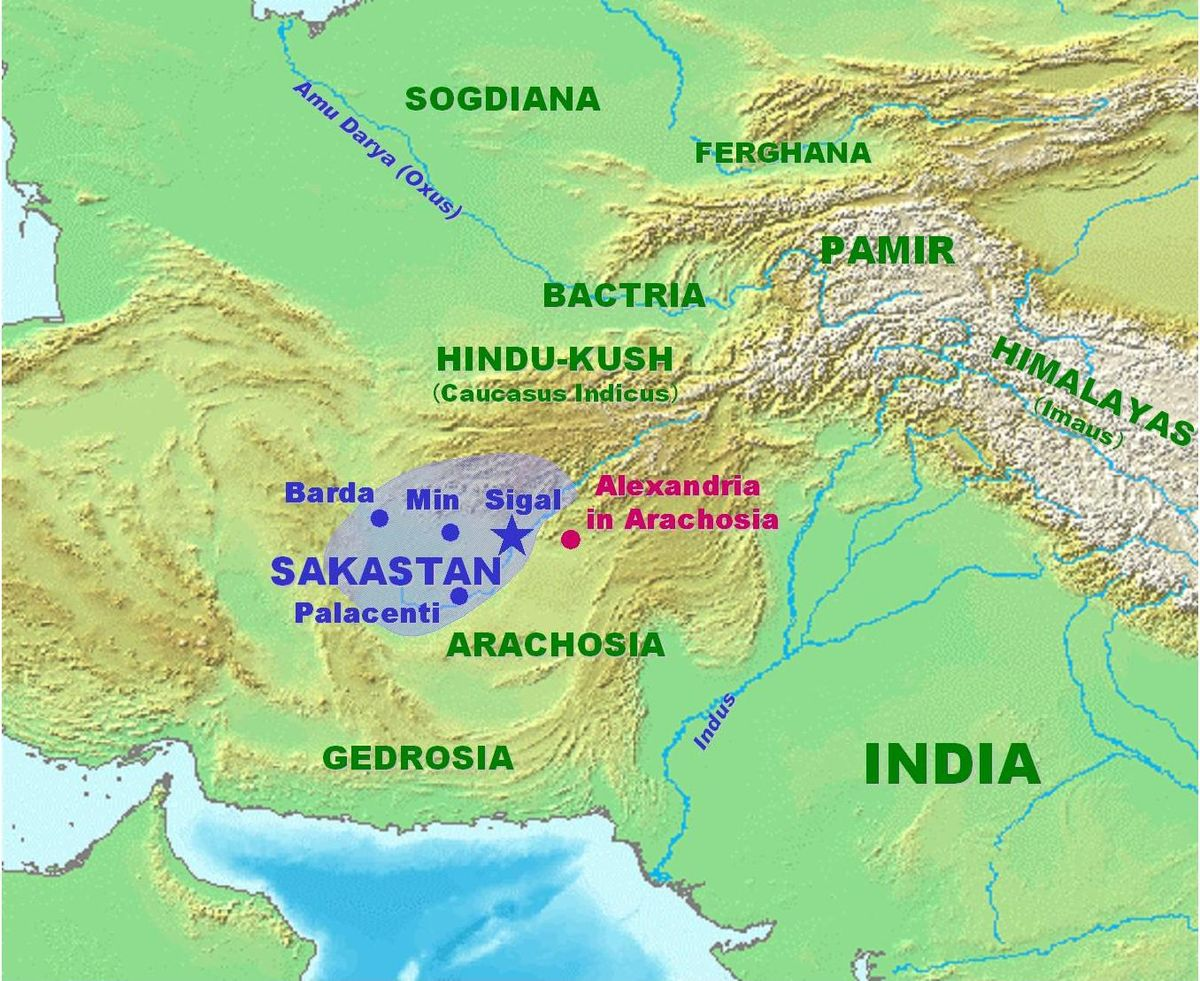 SOGDIANA
Amu Darya (Oxus)
FERGHANA
PAMIR
BACTRIA
HINDU-KUSH
(Caucasus Indicus)
HIMALAYAS
(Imaus)
Barda
Min
Sigal
Alexandria
in Arachosia
SAKASTAN
Palacenti
ARACHOSIA
Indus
GEDROSIA
INDIA